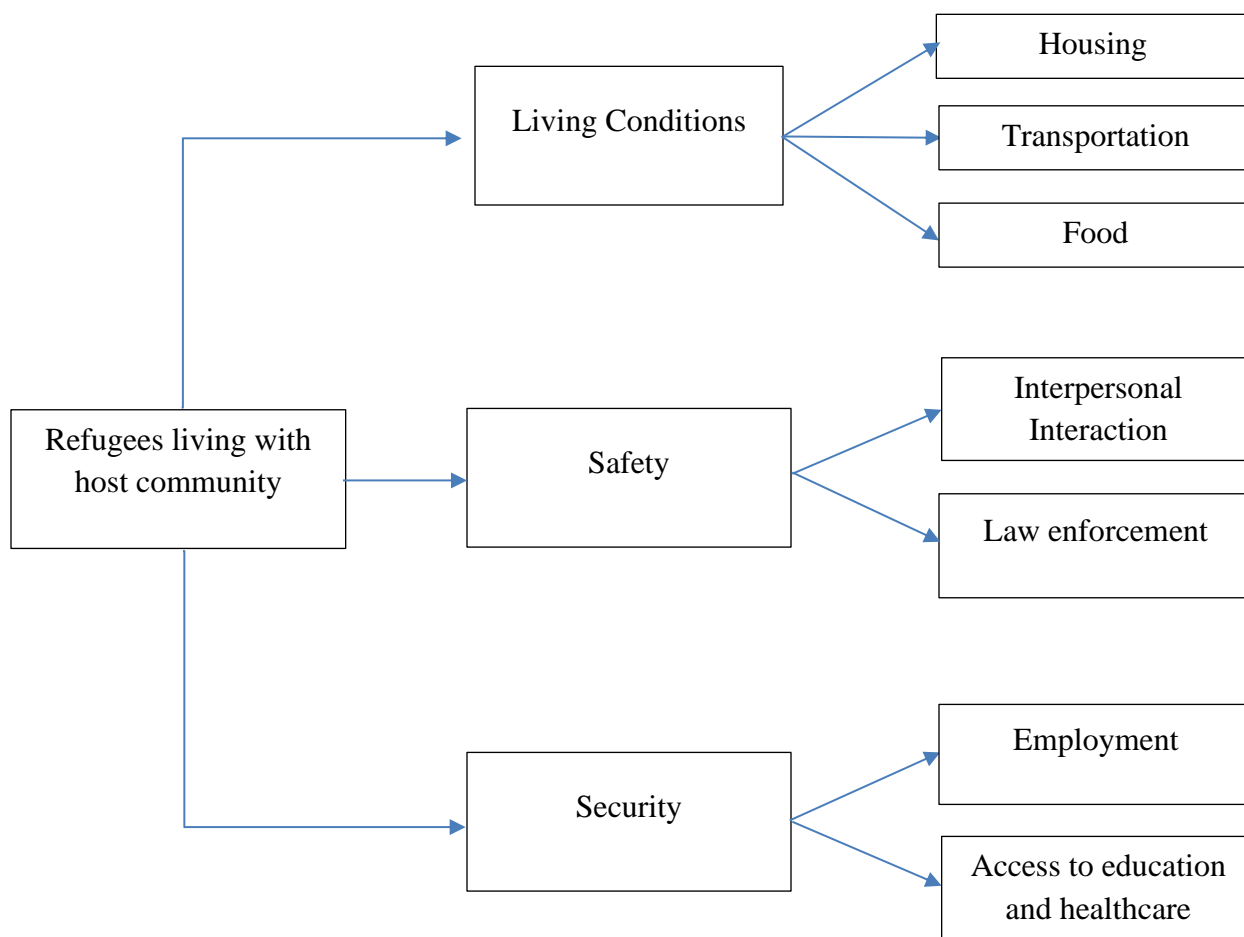 Housing
Living Conditions
Transportation
Food
Refugees living with
host community
Safety
Interpersonal
Interaction
Law enforcement
Security
Employment
Access to education
and healthcare